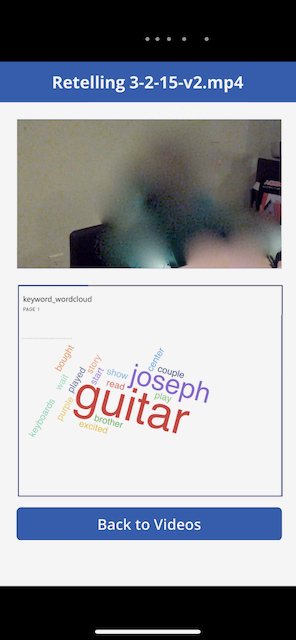 Retelling 3-2-15-v2.mp4
keyword_wordcloud
PAGE 1
bought
story
center
wait
played
start
show
couple
read
joseph
play
keyboards
purple
guitar
brother
excited
Back to Videos